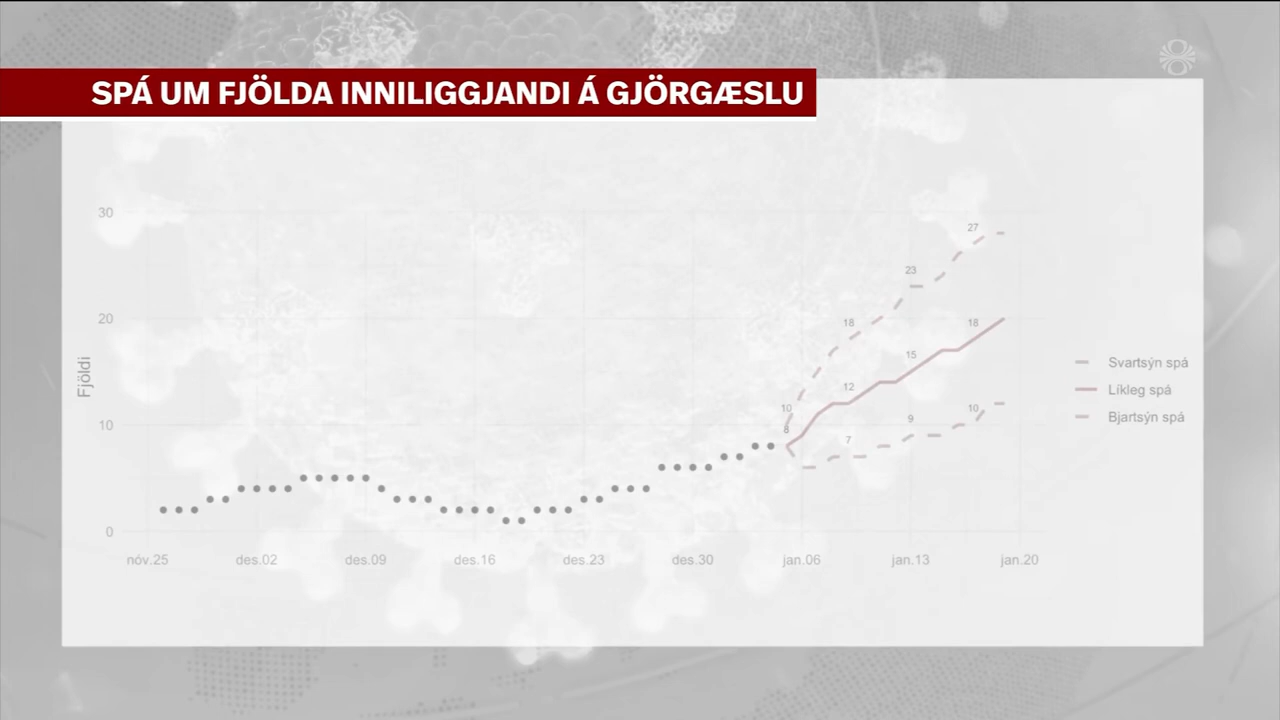 SPÁ UM FJÖLDA INNILIGGJANDI Á GJÖRGÆSLU
30
20
10
0
Fjöldi
27
23
18
18
15
12
10
8
10
9
7
Svartsýn spá
Líkleg spá
Bjartsýn spá
nóv.25 des.02 des.09 des.16 des.23 des.30 jan.06 jan.13 jan.20